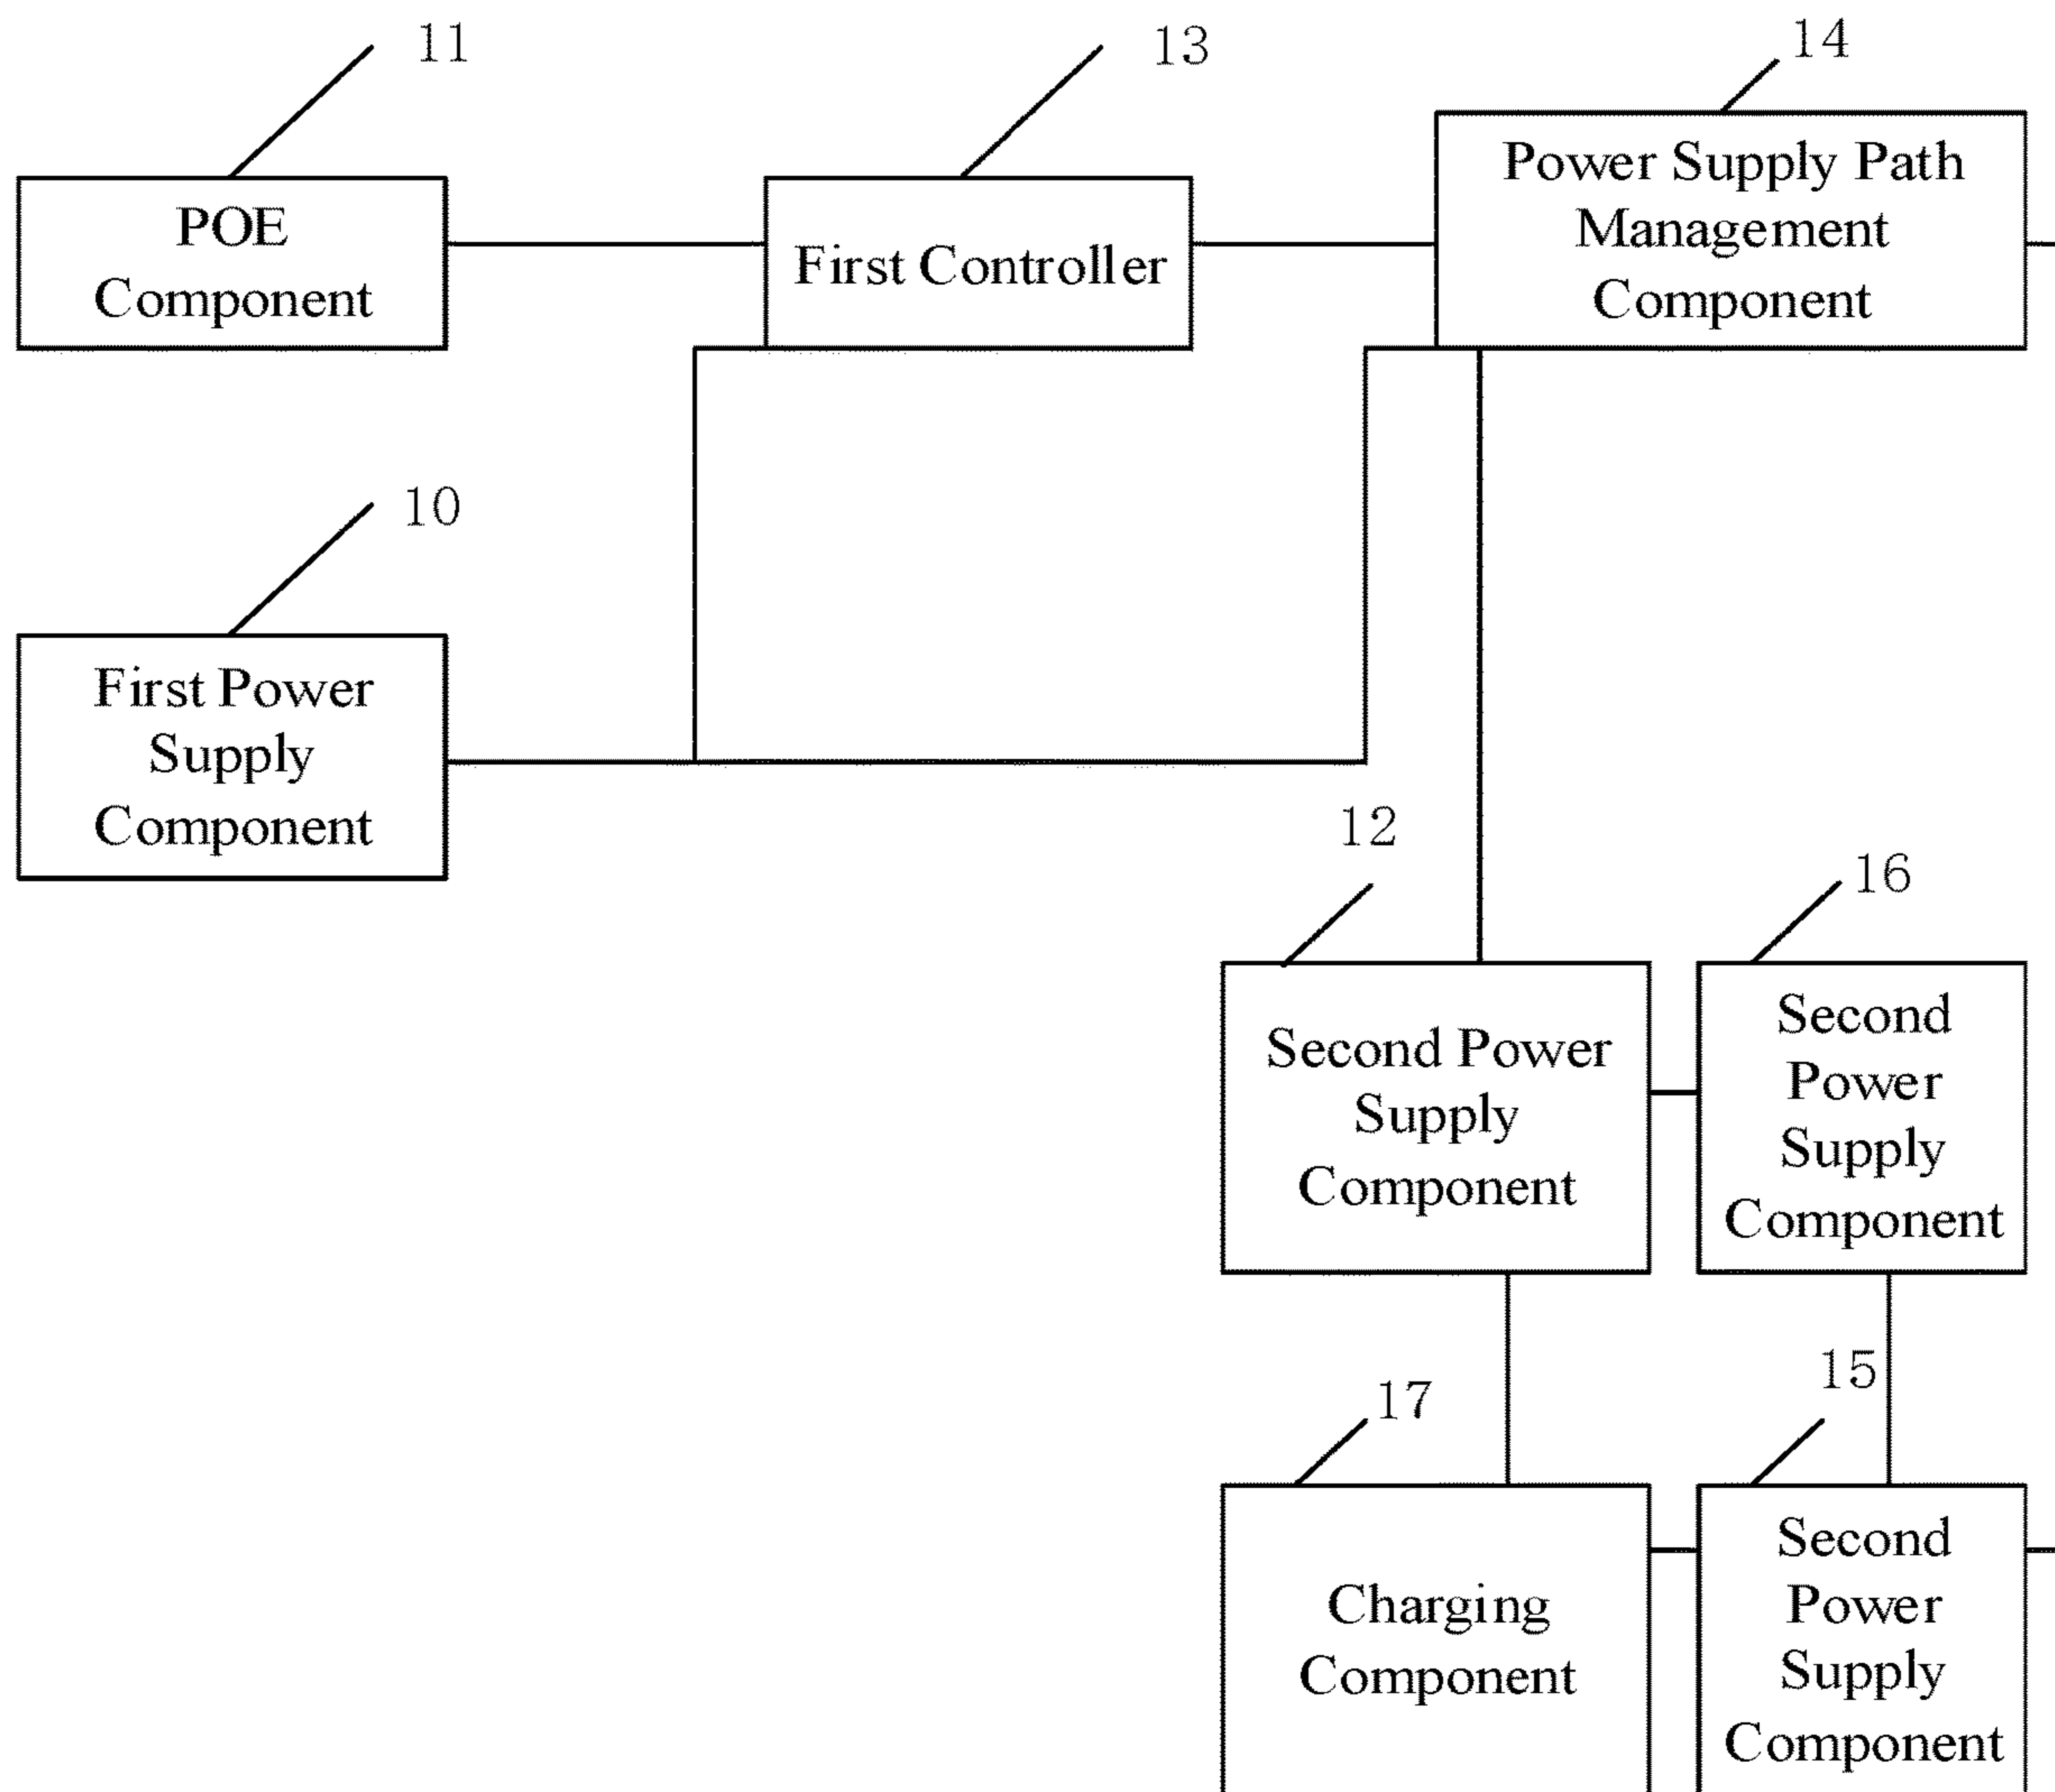 11
13
14
POE
Component
First Controller
Power Supply Path
Management
Component
10
First Power
Supply
Component
12
16
Second Power
Supply
Component
Second
Power
Supply
Component
17
15
Charging
Component
Second
Power
Supply
Component